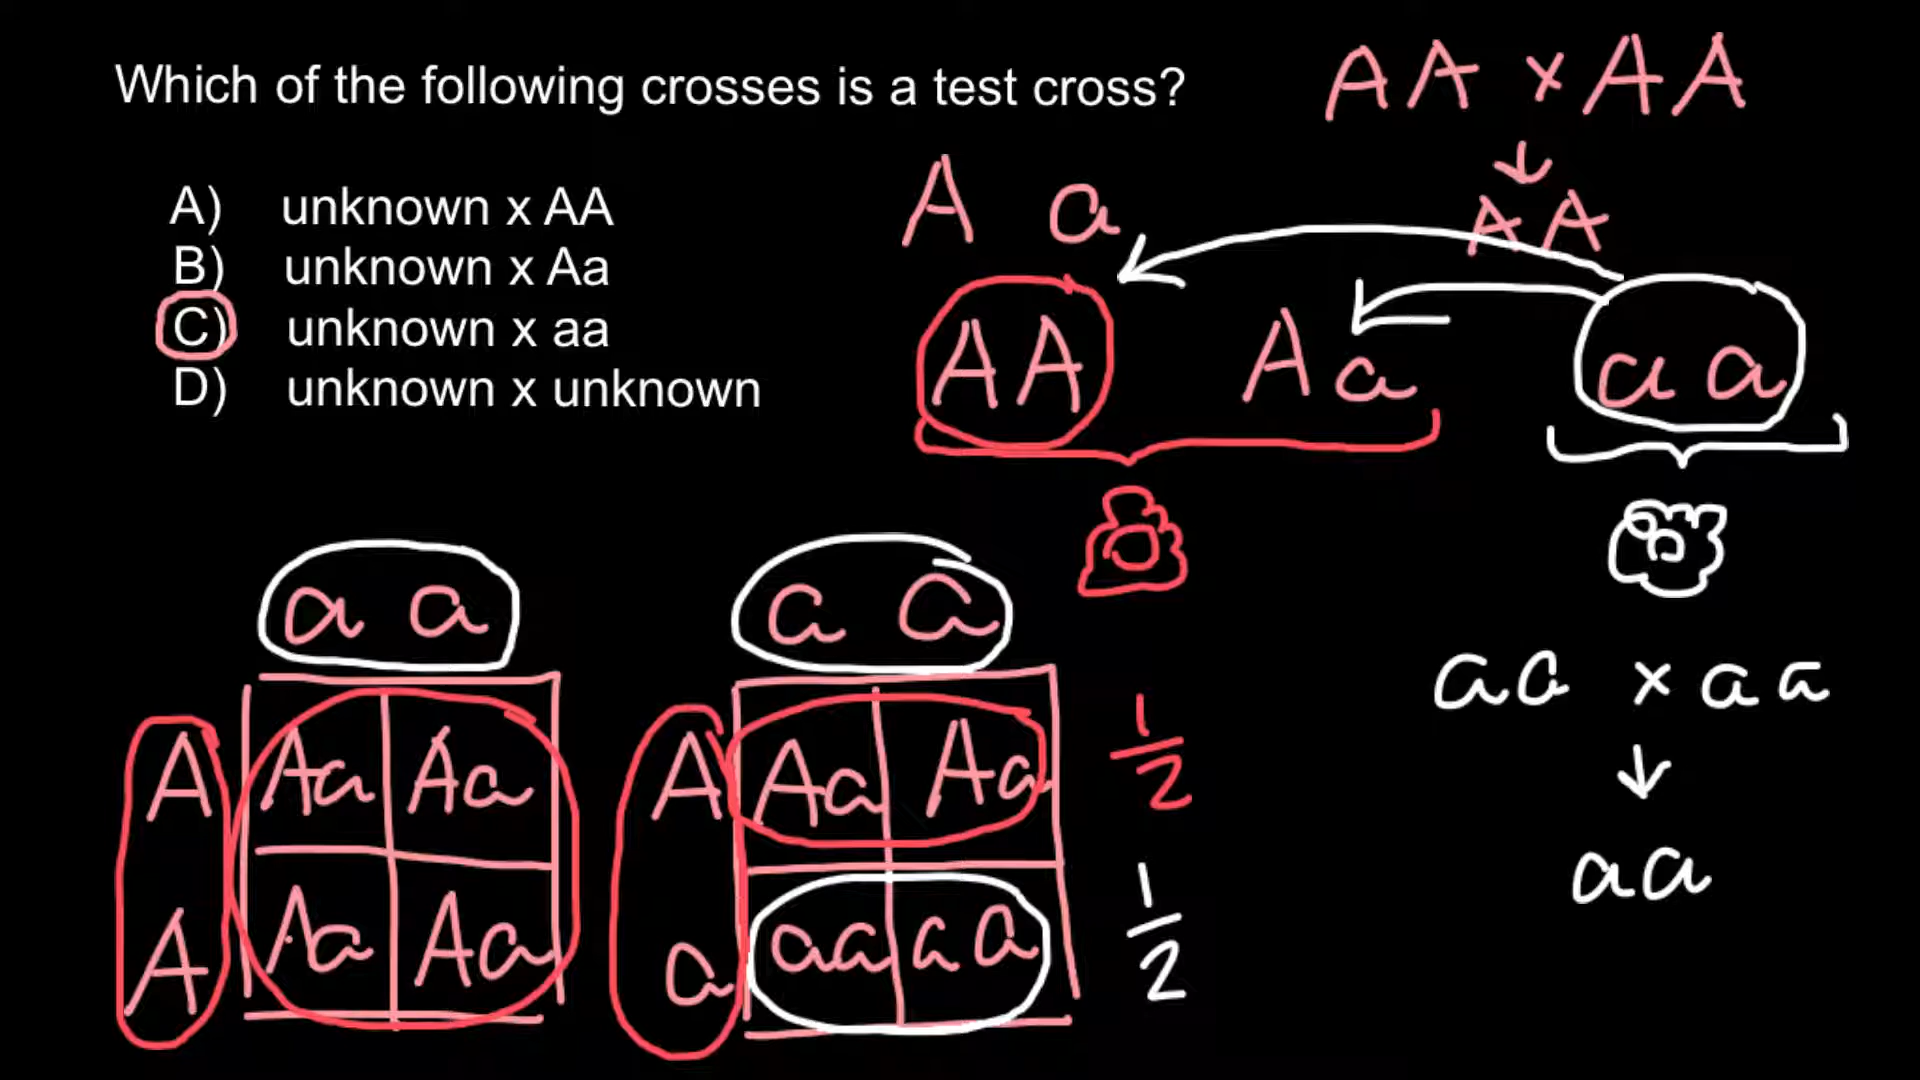 Which of the following crosses is a test cross?
A) unknown x AA
B) unknown x Aa
C) unknown x aa
D) unknown x unknown
AA x AA
AA
A a
AA Aa aa
a a
A Aa Aa
A Aa Aa
a a
A Aa Aa
a aa aa
1/2
1/2
aa x aa
aa